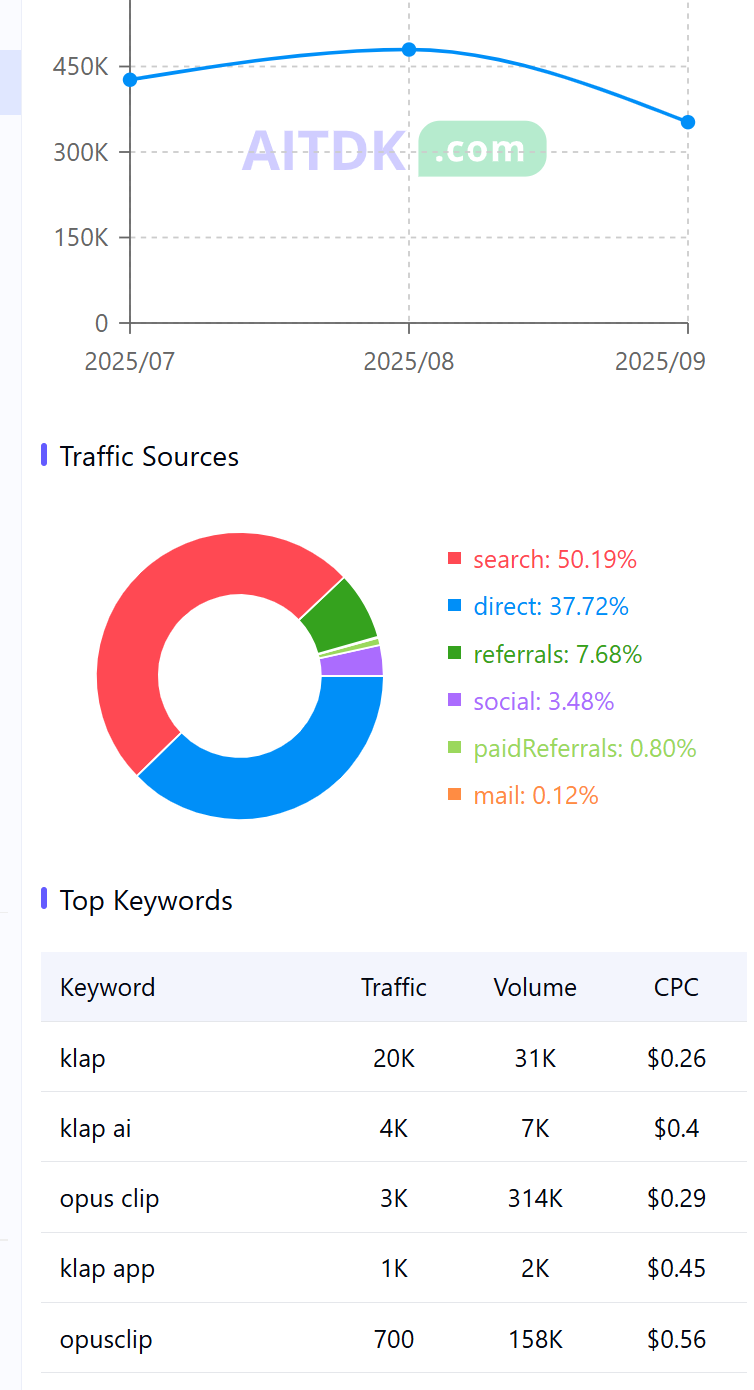 450K
AITDK .com
300K
150K
0
2025/07 2025/08 2025/09
Traffic Sources
search: 50.19%
direct: 37.72%
referrals: 7.68%
social: 3.48%
paidReferrals: 0.80%
mail: 0.12%
Top Keywords
Keyword Traffic Volume CPC
klap 20K 31K $0.26
klap ai 4K 7K $0.4
opus clip 3K 314K $0.29
klap app 1K 2K $0.45
opusclip 700 158K $0.56